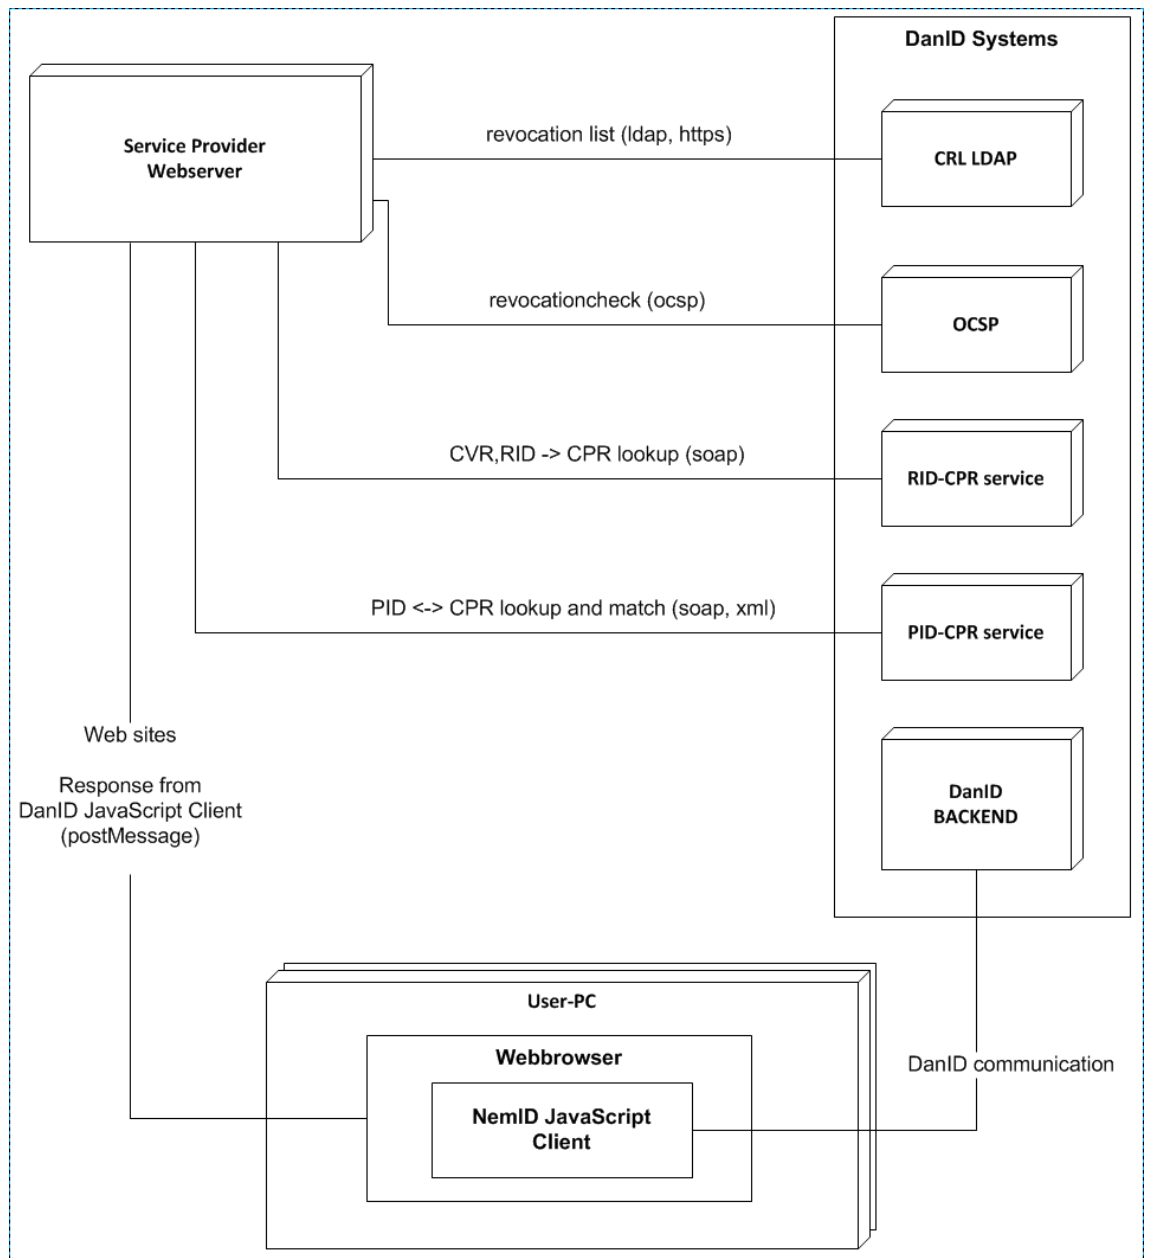 DanID Systems
Service Provider
Webserver
revocation list (ldap, https)
CRL LDAP
revocationcheck (ocsp)
OCSP
CVR,RID -> CPR lookup (soap)
RID-CPR service
PID <-> CPR lookup and match (soap, xml)
PID-CPR service
Web sites
Response from
DanID JavaScript Client
(postMessage)
DanID
BACKEND
User-PC
Webbrowser
DanID communication
NemID JavaScript
Client